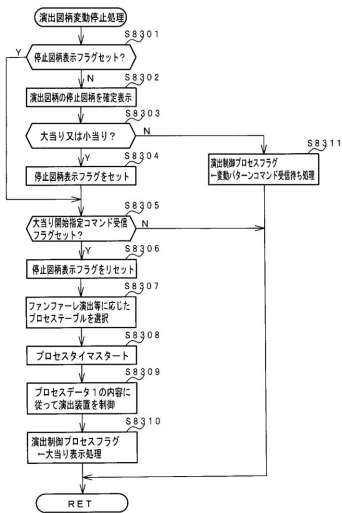 演出図柄変動停止処理
S8301
停止図柄表示フラグセット？
Y
N
S8302
演出図柄の停止図柄を確定表示
S8303
大当り又は小当り？
N
Y
S8304
停止図柄表示フラグをセット
S8311
演出制御プロセスフラグ
←変動パターンコマンド受信待ち処理
S8305
大当り開始指定コマンド受信
フラグセット？
N
Y
S8306
停止図柄表示フラグをリセット
S8307
ファンファーレ演出等に応じた
プロセステーブルを選択
S8308
プロセスタイマスタート
S8309
プロセスデータ1の内容に
従って演出装置を制御
S8310
演出制御プロセスフラグ
←大当り表示処理
RET